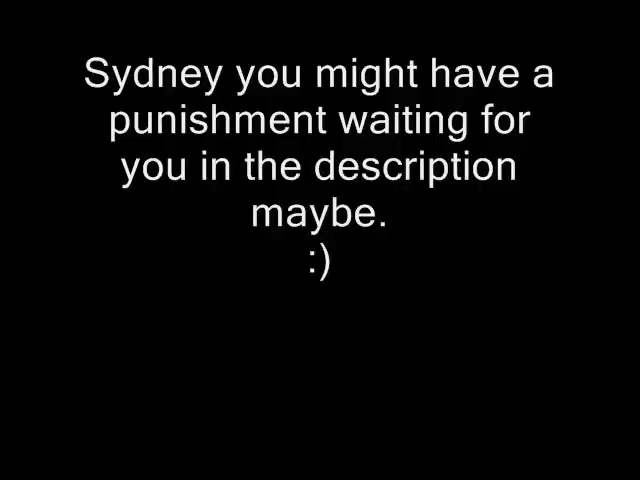 Sydney you might have a
punishment waiting for
you in the description
maybe.
:)